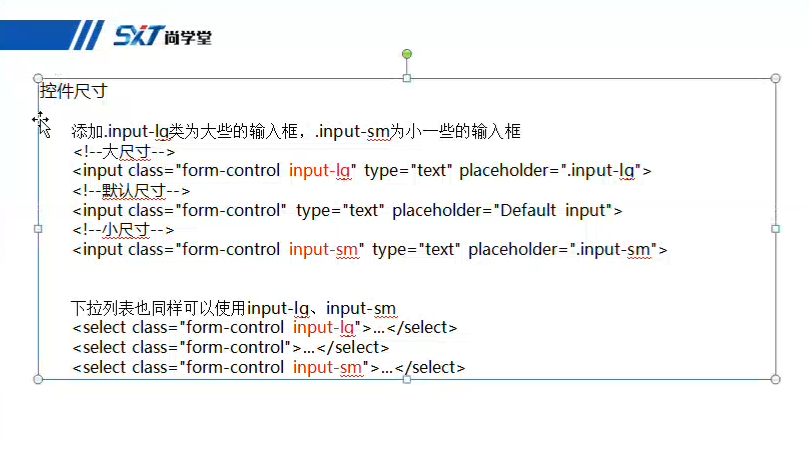 SXT尚学堂
控件尺寸
添加.input-lg类为大些的输入框，.input-sm为小一些的输入框
<!--大尺寸-->
<input class="form-control input-lg" type="text" placeholder=".input-lg">
<!--默认尺寸-->
<input class="form-control" type="text" placeholder="Default input">
<!--小尺寸-->
<input class="form-control input-sm" type="text" placeholder=".input-sm">
下拉列表也同样可以使用input-lg、input-sm
<select class="form-control input-lg">...</select>
<select class="form-control">...</select>
<select class="form-control input-sm">...</select>